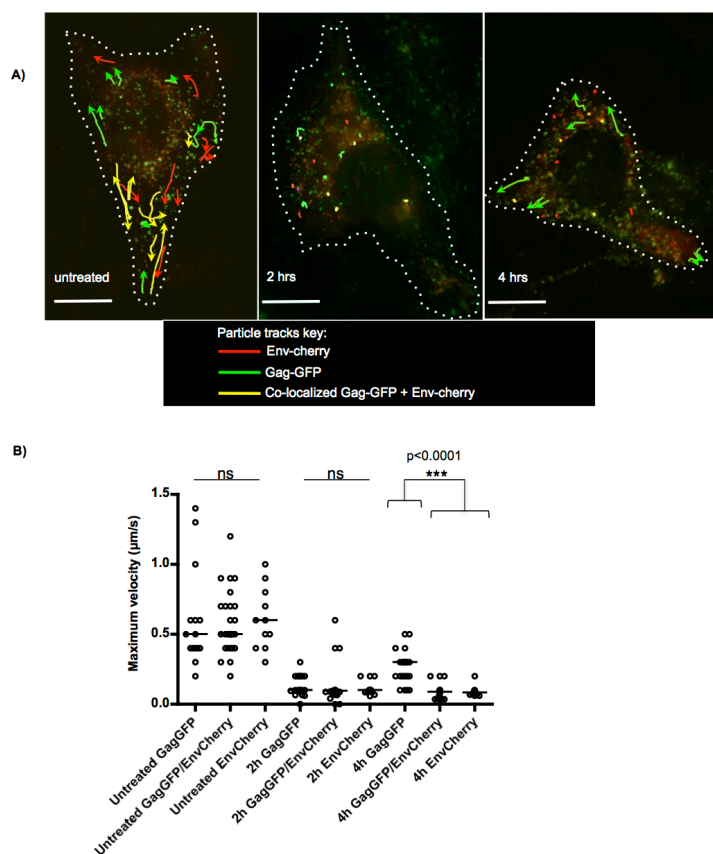 A)
untreated
2 hrs
4 hrs
Particle tracks key:
Env-cherry
Gag-GFP
Co-localized Gag-GFP + Env-cherry
B)
p<0.0001
ns
ns
***
Maximum velocity (μm/s)
1.5
1.0
0.5
0.0
Untreated GagGFP
Untreated GagGFP/EnvCherry
Untreated EnvCherry
2h GagGFP
2h GagGFP/EnvCherry
2h EnvCherry
4h GagGFP
4h GagGFP/EnvCherry
4h EnvCherry